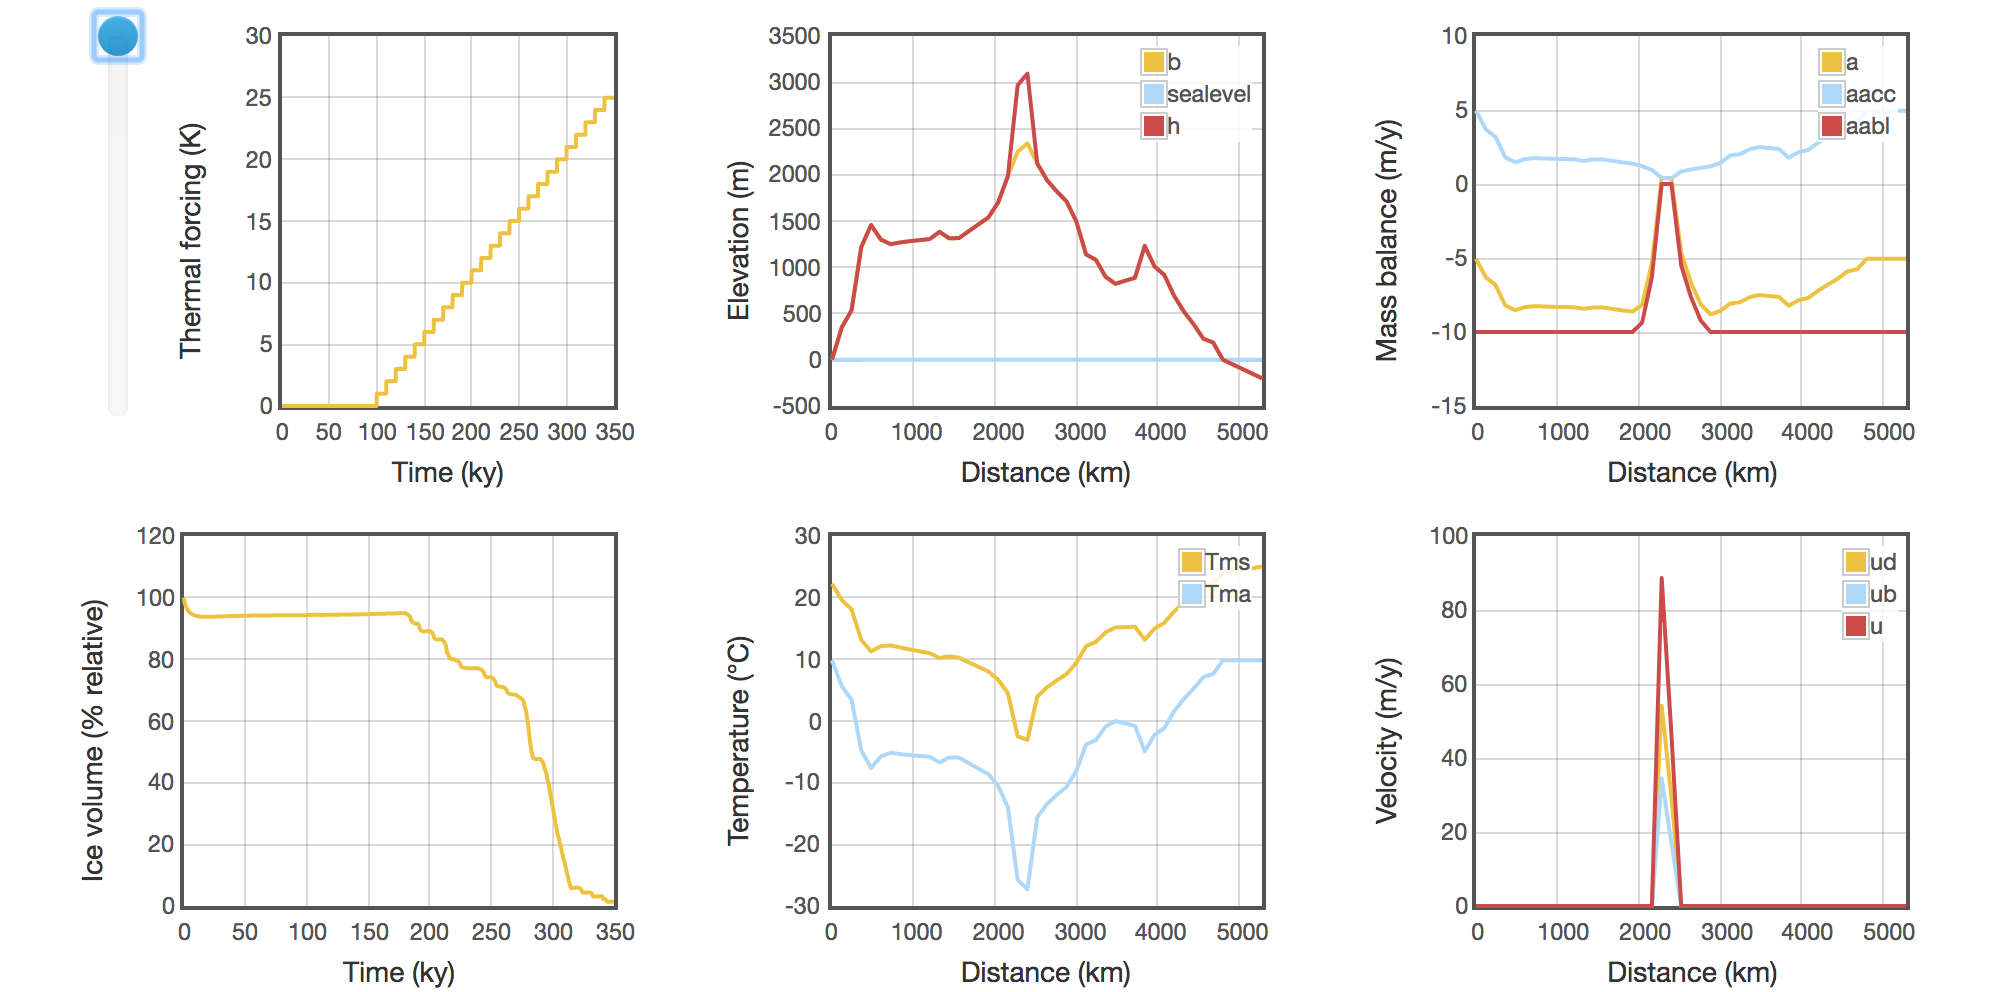 30
25
20
15
10
5
0
Thermal forcing (K)
0 50 100 150 200 250 300 350
Time (ky)
3500
3000
2500
2000
1500
1000
500
0
-500
Elevation (m)
b
sealevel
h
0 1000 2000 3000 4000 5000
Distance (km)
10
5
0
-5
-10
-15
Mass balance (m/y)
a
aacc
aabl
0 1000 2000 3000 4000 5000
Distance (km)
120
100
80
60
40
20
0
Ice volume (% relative)
0 50 100 150 200 250 300 350
Time (ky)
30
20
10
0
-10
-20
-30
Temperature (°C)
Tms
Tma
0 1000 2000 3000 4000 5000
Distance (km)
100
80
60
40
20
0
Velocity (m/y)
ud
ub
u
0 1000 2000 3000 4000 5000
Distance (km)